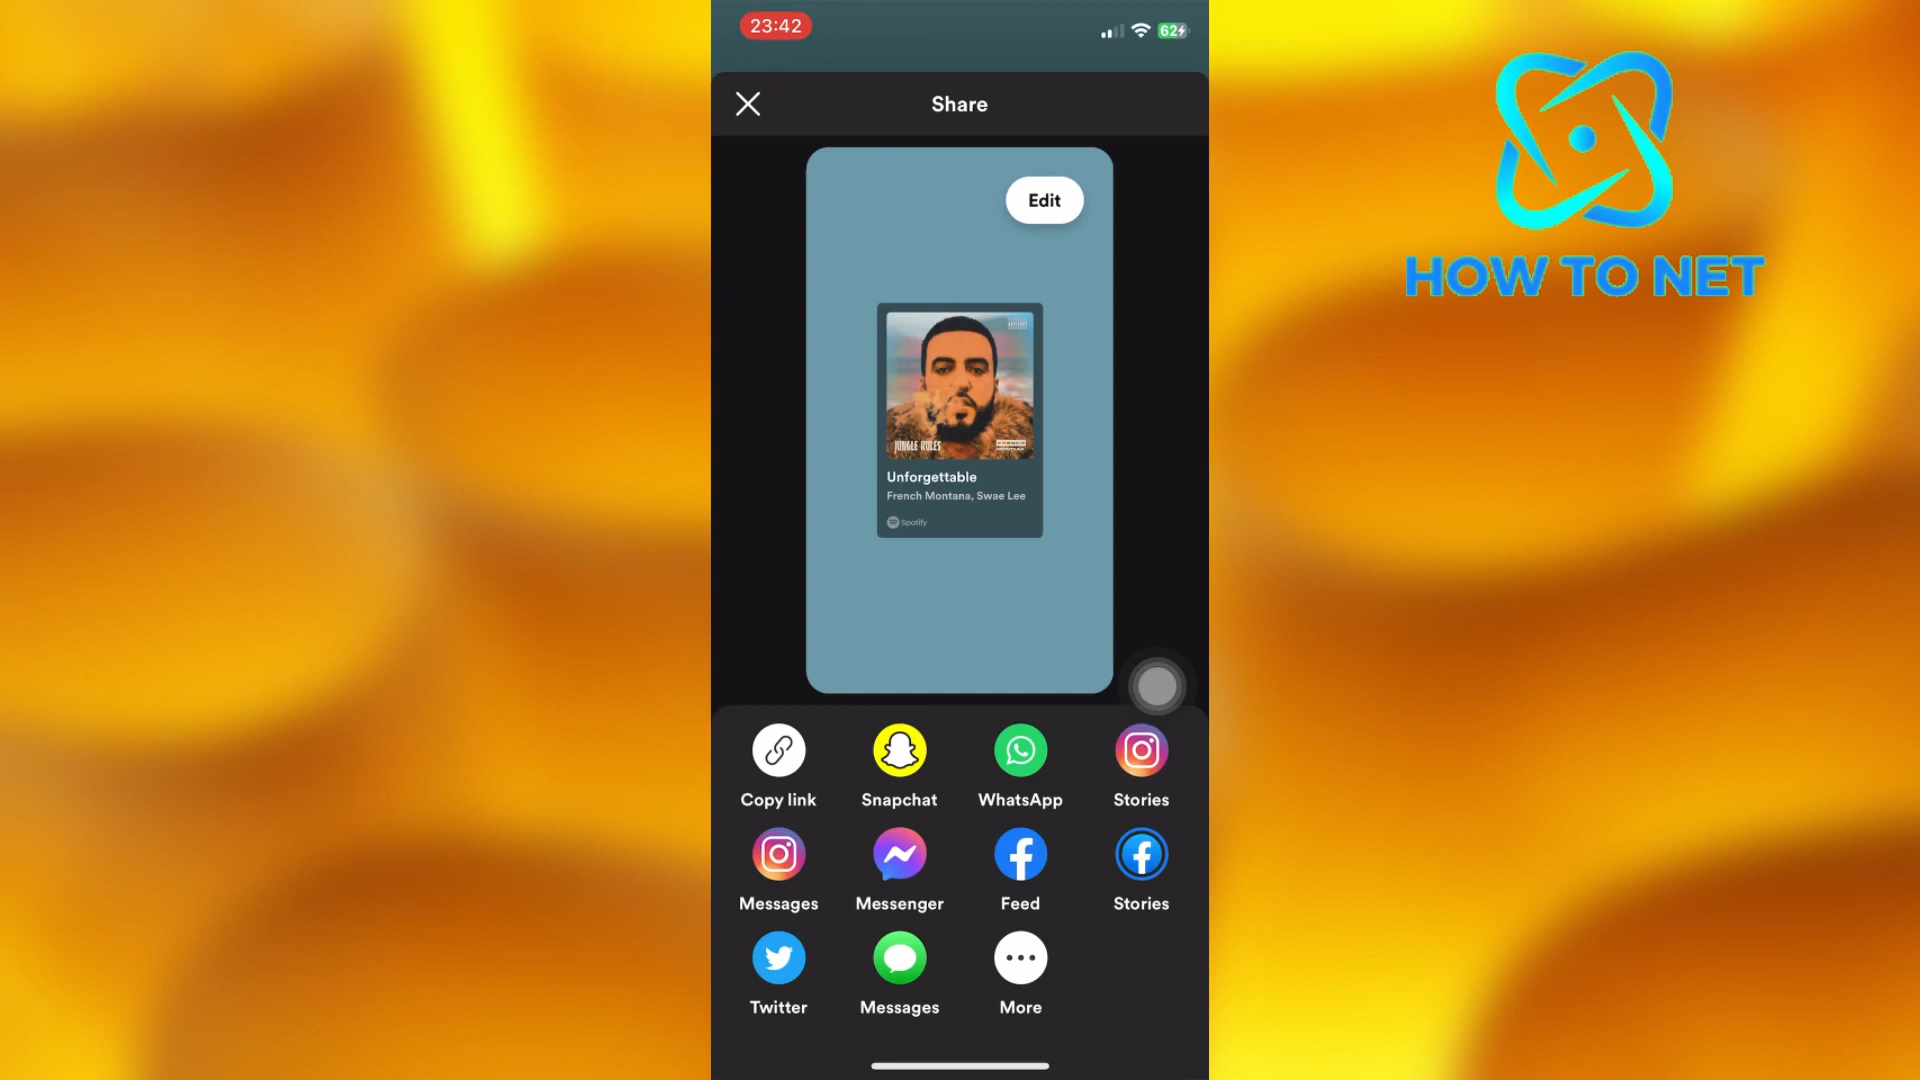 23:42
62
Share
Edit
HOW TO NET
JUNGLE RULES
Unforgettable
French Montana, Swae Lee
Spotify
Copy link
Snapchat
WhatsApp
Stories
Messages
Messenger
Feed
Stories
Twitter
Messages
More